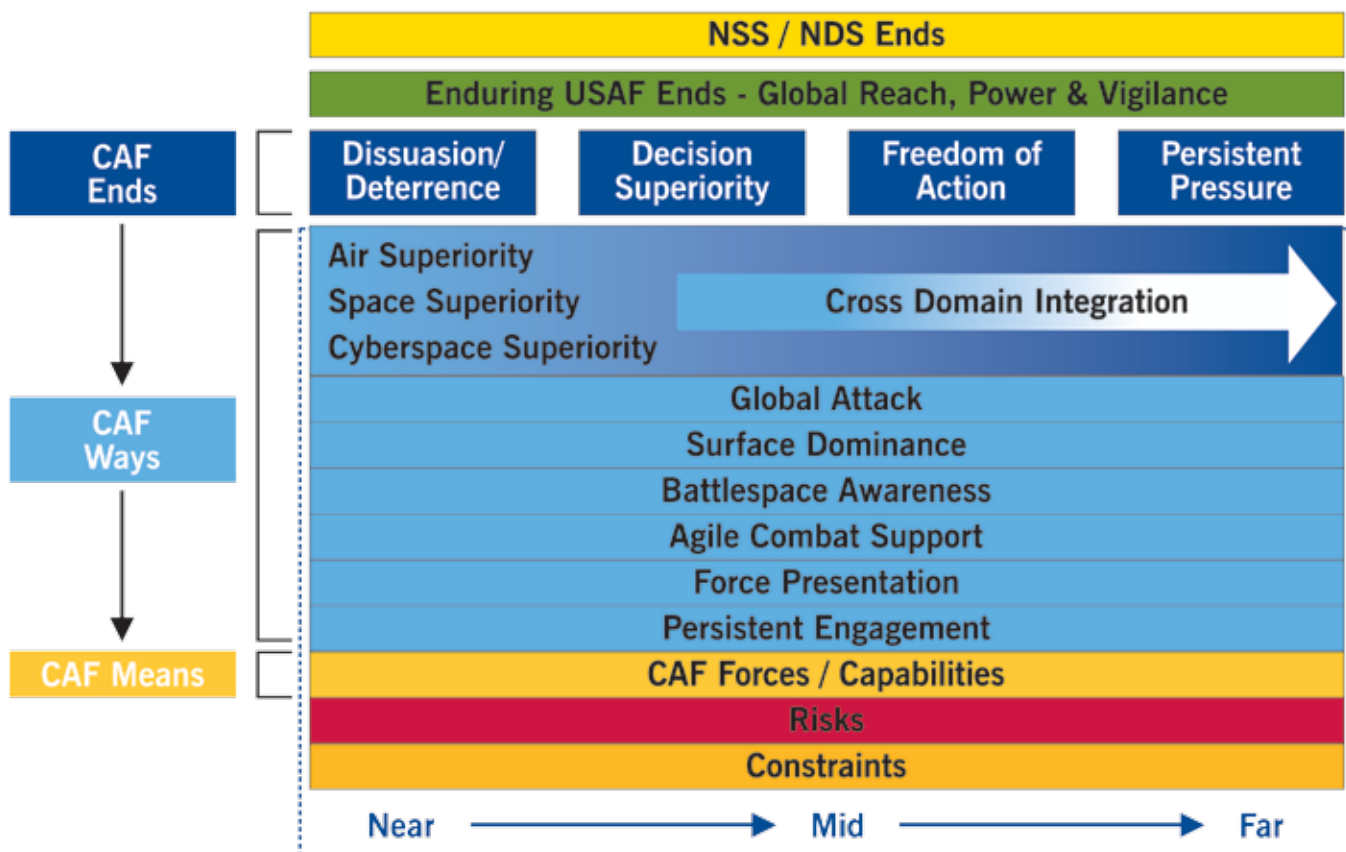 NSS / NDS Ends
Enduring USAF Ends - Global Reach, Power & Vigilance
CAF
Ends
Dissuasion/
Deterrence
Decision
Superiority
Freedom of
Action
Persistent
Pressure
Air Superiority
Space Superiority
Cyberspace Superiority
Cross Domain Integration
CAF
Ways
Global Attack
Surface Dominance
Battlespace Awareness
Agile Combat Support
Force Presentation
Persistent Engagement
CAF Means
CAF Forces / Capabilities
Risks
Constraints
Near
Mid
Far